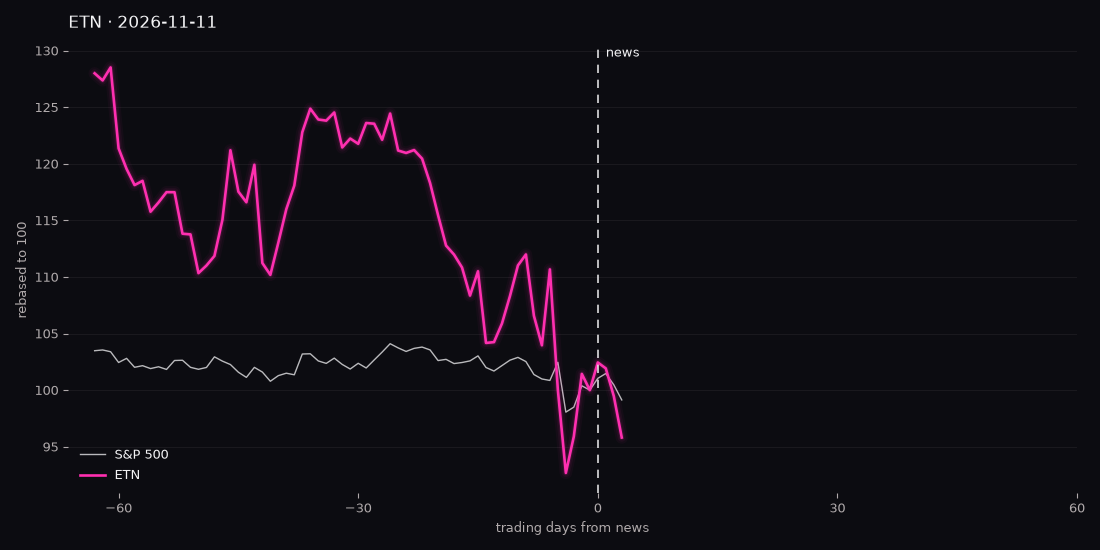 ETN · 2026-11-11
130
125
120
115
110
105
100
95
rebased to 100
news
S&P 500
ETN
−60
−30
0
30
60
trading days from news